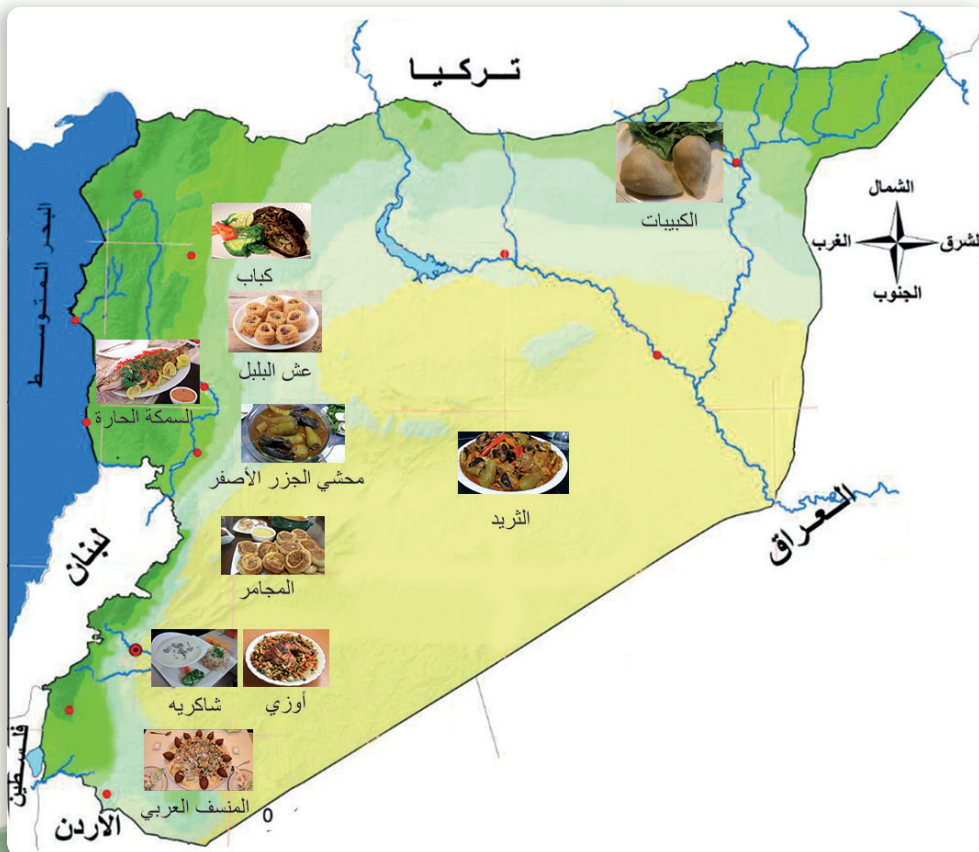 تركيا
البحر المتوسط
الكبيبات
الشمال
الشرق
الغرب
الجنوب
كباب
عش البلبل
السمكة الحارة
محشي الجزر الأصفر
الثريد
العراق
لبنان
المجامر
أوزي
شاكريه
فلسطين
المنسف العربي
الأردن
0